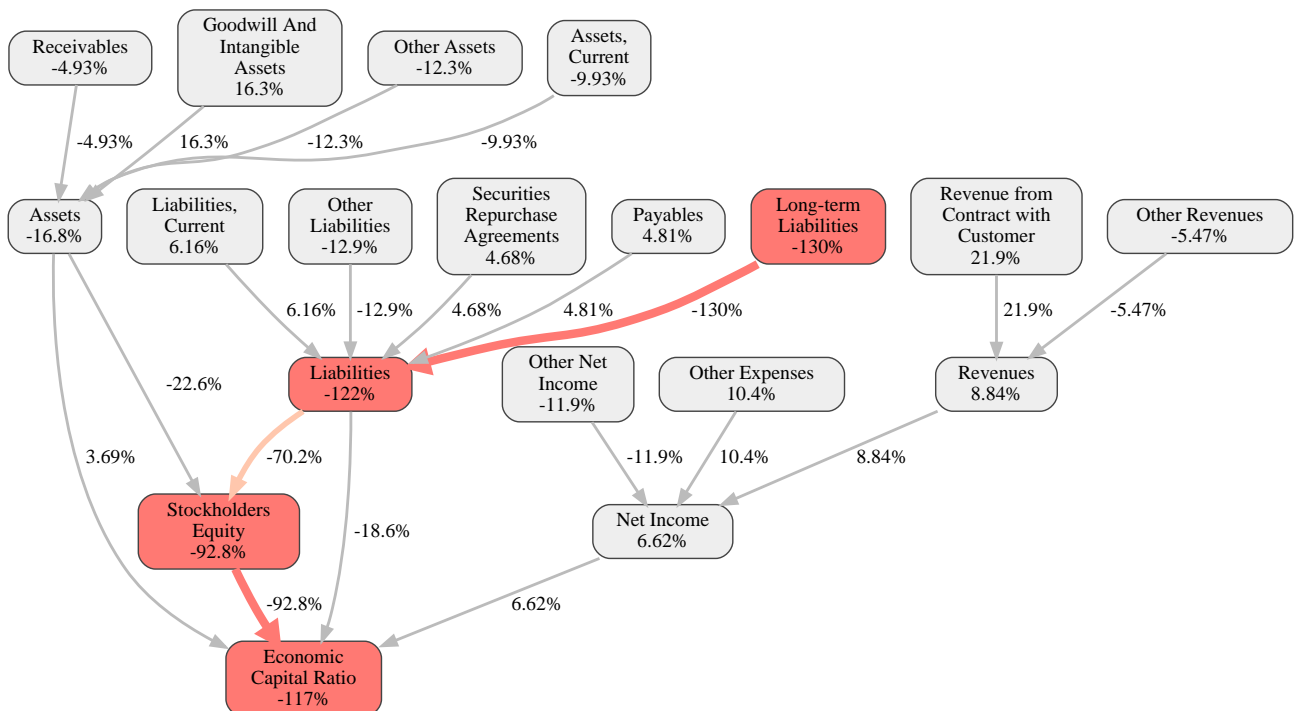 Receivables
-4.93%
Goodwill And
Intangible
Assets
16.3%
Other Assets
-12.3%
Assets,
Current
-9.93%
-4.93%
16.3%
-12.3%
-9.93%
Assets
-16.8%
Liabilities,
Current
6.16%
Other
Liabilities
-12.9%
Securities
Repurchase
Agreements
4.68%
Payables
4.81%
Long-term
Liabilities
-130%
Revenue from
Contract with
Customer
21.9%
Other Revenues
-5.47%
6.16%
-12.9%
4.68%
4.81%
-130%
21.9%
-5.47%
Liabilities
-122%
Other Net
Income
-11.9%
Other Expenses
10.4%
Revenues
8.84%
-22.6%
3.69%
-70.2%
-11.9%
10.4%
8.84%
Stockholders
Equity
-92.8%
-18.6%
Net Income
6.62%
-92.8%
6.62%
Economic
Capital Ratio
-117%